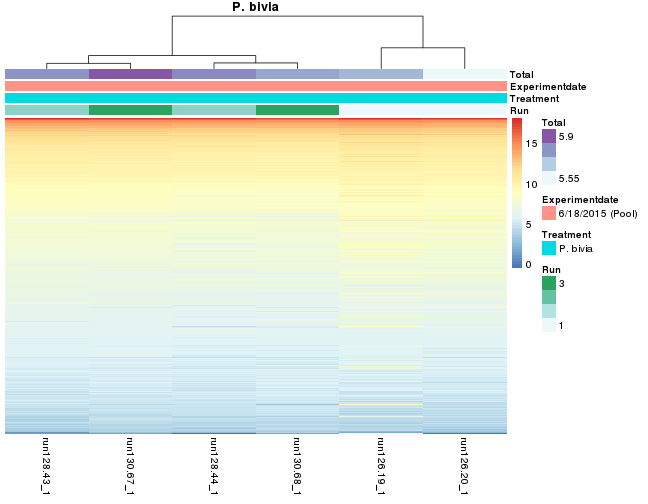 P. bivia
Total
Experimentdate
Treatment
Run
15
10
5
0
Total
5.9
5.55
Experimentdate
6/18/2015 (Pool)
Treatment
P. bivia
Run
3
1
run128.43_1
run130.67_1
run128.44_1
run130.68_1
run126.19_1
run126.20_1